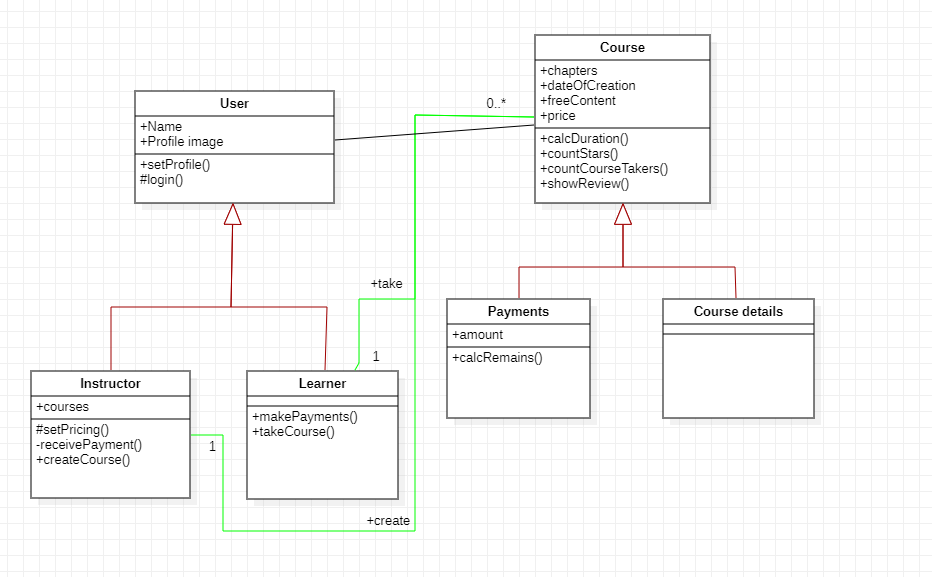 Course
+chapters
+dateOfCreation
+freeContent
+price
+calcDuration()
+countStars()
+countCourseTakers()
+showReview()
0..*
User
+Name
+Profile image
+setProfile()
#login()
+take
1
Payments
+amount
+calcRemains()
Course details
Instructor
+courses
#setPricing()
-receivePayment()
+createCourse()
1
Learner
+makePayments()
+takeCourse()
+create